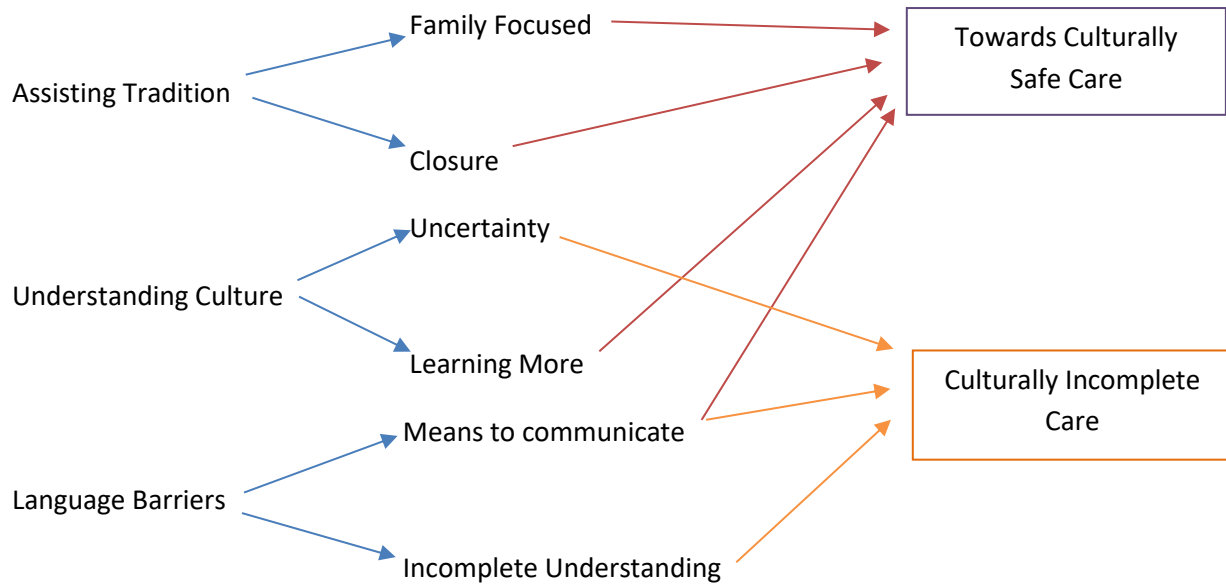 Family Focused
Towards Culturally
Safe Care
Assisting Tradition
Closure
Uncertainty
Understanding Culture
Learning More
Culturally Incomplete
Care
Means to communicate
Language Barriers
Incomplete Understanding